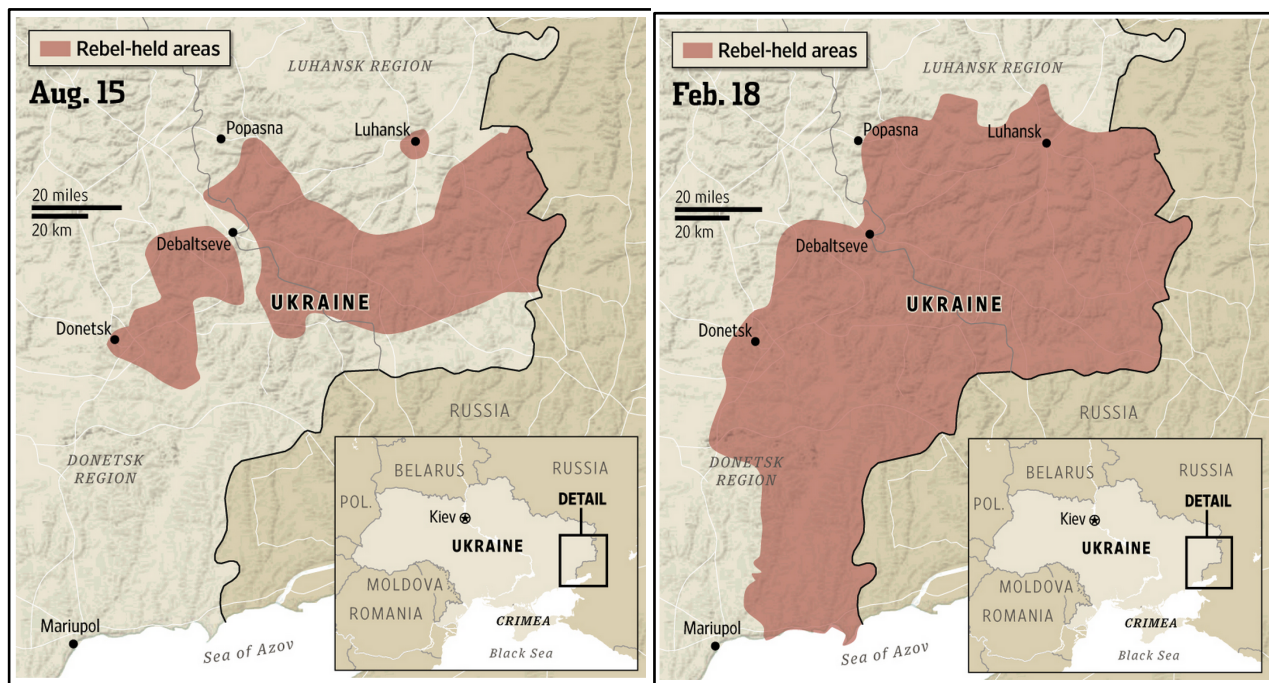 Rebel-held areas
Aug. 15
LUHANSK REGION
Popasna
Luhansk
20 miles
20 km
Debaltseve
UKRAINE
Donetsk
RUSSIA
DONETSK
REGION
Mariupol
Sea of Azov
BELARUS
RUSSIA
POL.
Kiev
DETAIL
UKRAINE
MOLDOVA
ROMANIA
CRIMEA
Black Sea
Rebel-held areas
Feb. 18
LUHANSK REGION
Popasna
Luhansk
20 miles
20 km
Debaltseve
UKRAINE
Donetsk
RUSSIA
DONETSK
REGION
Mariupol
Sea of Azov
BELARUS
RUSSIA
POL.
Kiev
DETAIL
UKRAINE
MOLDOVA
ROMANIA
CRIMEA
Black Sea